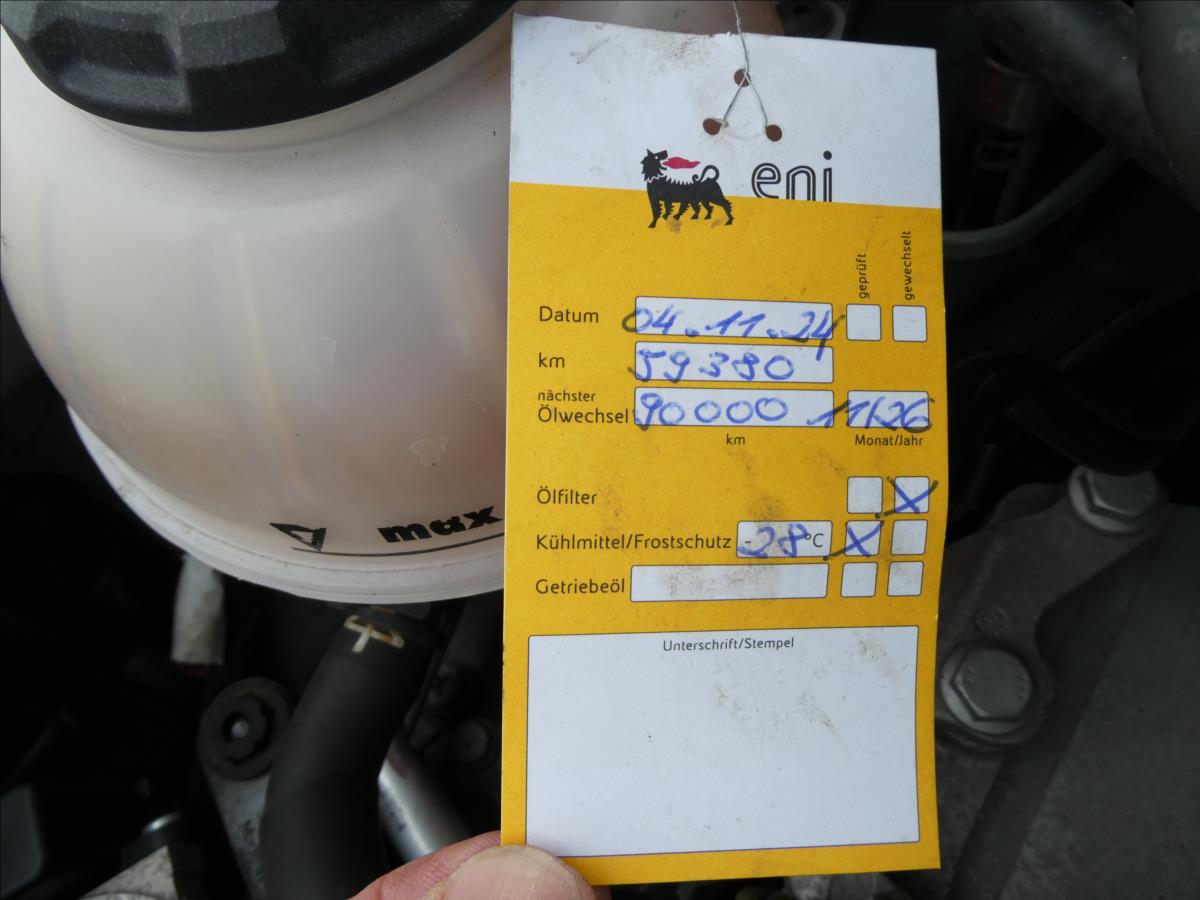 eni
geprüft gewechselt
Datum 04.11.24
km 59380
nächster
Ölwechsel 90000 11/26
km Monat/Jahr
Ölfilter X
Kühlmittel/Frostschutz -28°C X
Getriebeöl
Unterschrift/Stempel
max